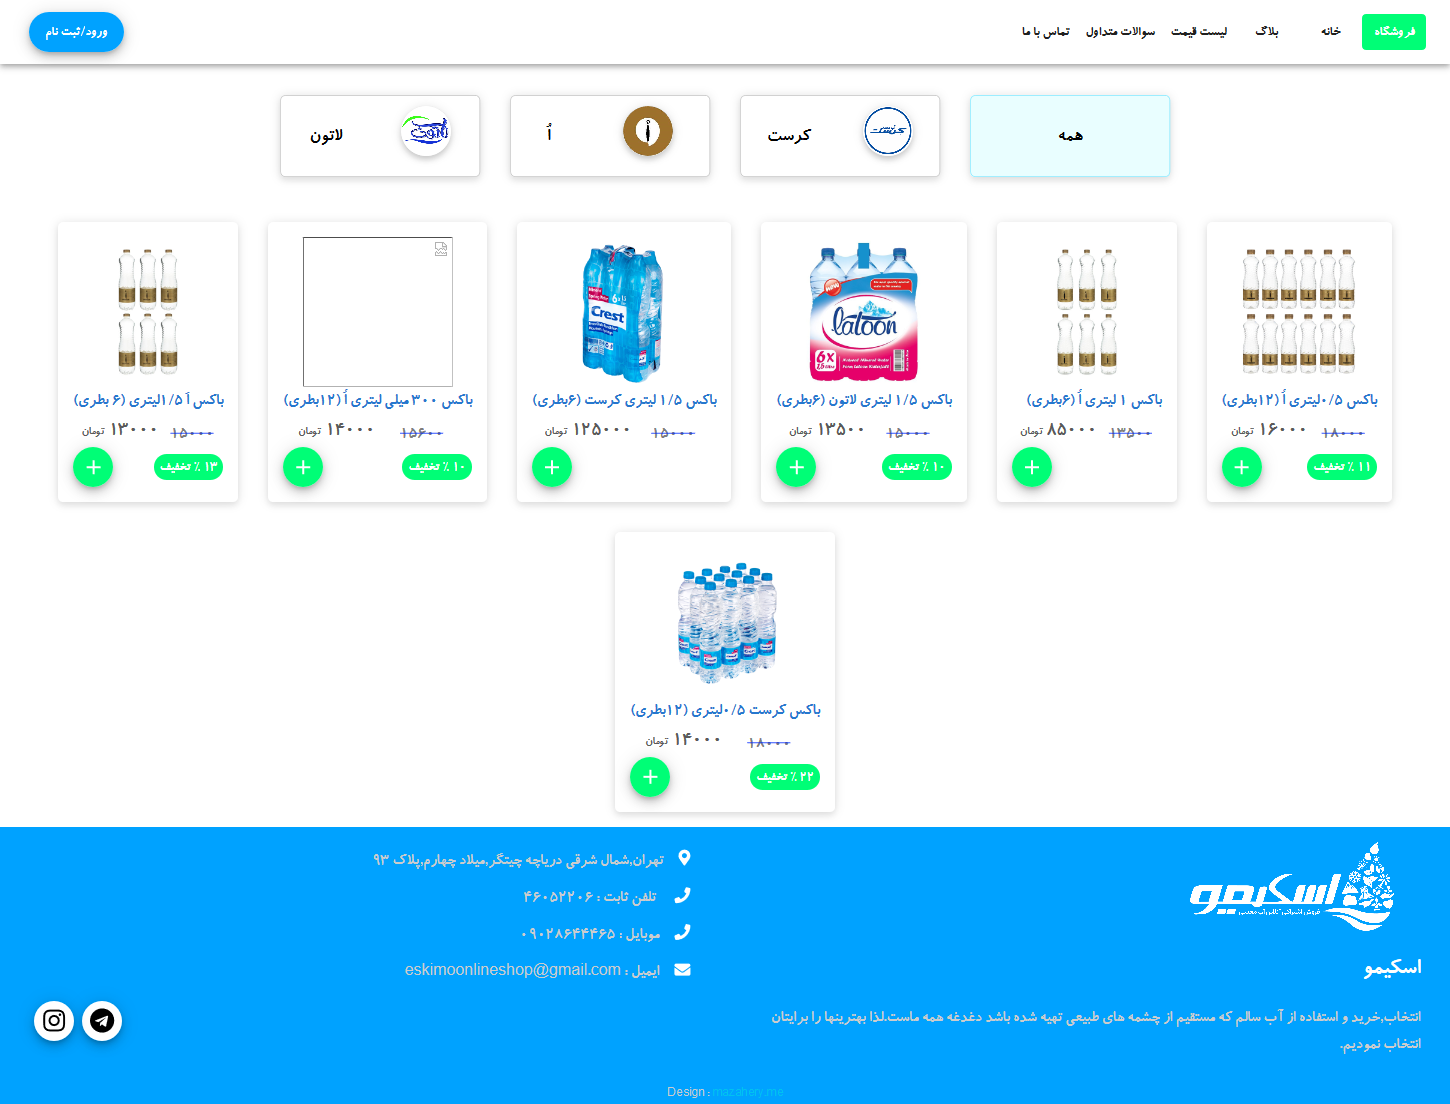 فروشگاه
خانه
بلاگ
لیست قیمت
سوالات متداول
تماس با ما
ورود/ثبت نام
همه
کرست
اُ
لاتون
باکس ۰/۵لیتری اُ (۱۲بطری)
۱۸۰۰۰ ۱۶۰۰۰ تومان
۱۱ ٪ تخفیف
باکس ۱ لیتری اُ (۶بطری)
۱۳۵۰۰ ۸۵۰۰۰ تومان
باکس ۱/۵ لیتری لاتون (۶بطری)
۱۵۰۰۰ ۱۳۵۰۰ تومان
۱۰ ٪ تخفیف
باکس ۱/۵ لیتری کرست (۶بطری)
۱۵۰۰۰ ۱۲۵۰۰۰ تومان
باکس ۳۰۰ میلی لیتری اُ (۱۲بطری)
۱۵۶۰۰ ۱۴۰۰۰ تومان
۱۰ ٪ تخفیف
باکس اَ ۱/۵لیتری (۶ بطری)
۱۵۰۰۰ ۱۳۰۰۰ تومان
۱۳ ٪ تخفیف
latoon
6x
Crest
باکس کرست ۰/۵لیتری (۱۲بطری)
۱۸۰۰۰ ۱۴۰۰۰ تومان
۲۲ ٪ تخفیف
اسکیمو
اسکیمو
انتخاب,خرید و استفاده از آب سالم که مستقیم از چشمه های طبیعی تهیه شده باشد دغدغه همه ماست.لذا بهترینها را برایتان
انتخاب نمودیم.
تهران,شمال شرقی دریاچه چیتگر,میلاد چهارم,پلاک ۹۳
تلفن ثابت : ۴۶۰۵۲۲۰۶
موبایل : ۰۹۰۲۸۶۴۴۴۶۵
ایمیل : eskimoonlineshop@gmail.com
Design : mazahery.me